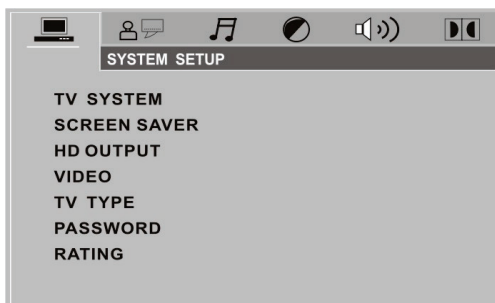 SYSTEM SETUP
TV SYSTEM
SCREEN SAVER
HD OUTPUT
VIDEO
TV TYPE
PASSWORD
RATING